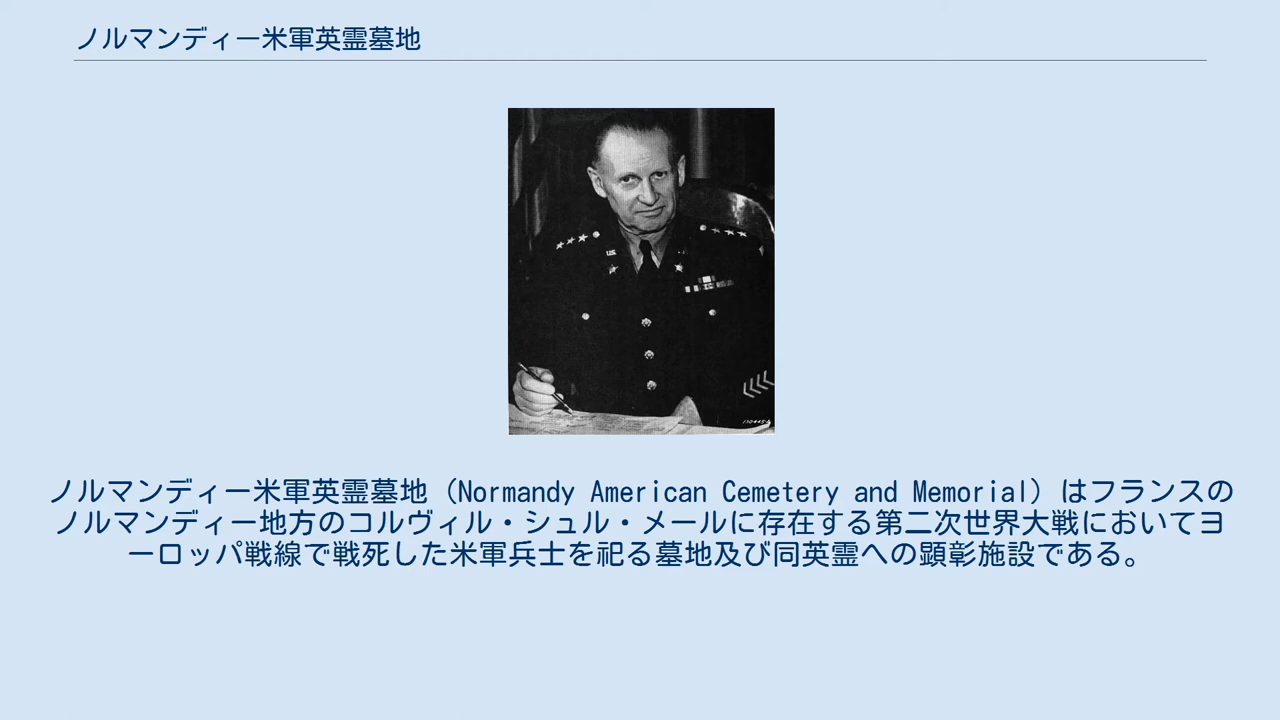 ノルマンディー米軍英霊墓地
ノルマンディー米軍英霊墓地（Normandy American Cemetery and Memorial）はフランスの
ノルマンディー地方のコルヴィル・シュル・メールに存在する第二次世界大戦においてヨ
ーロッパ戦線で戦死した米軍兵士を祀る墓地及び同英霊への顕彰施設である。